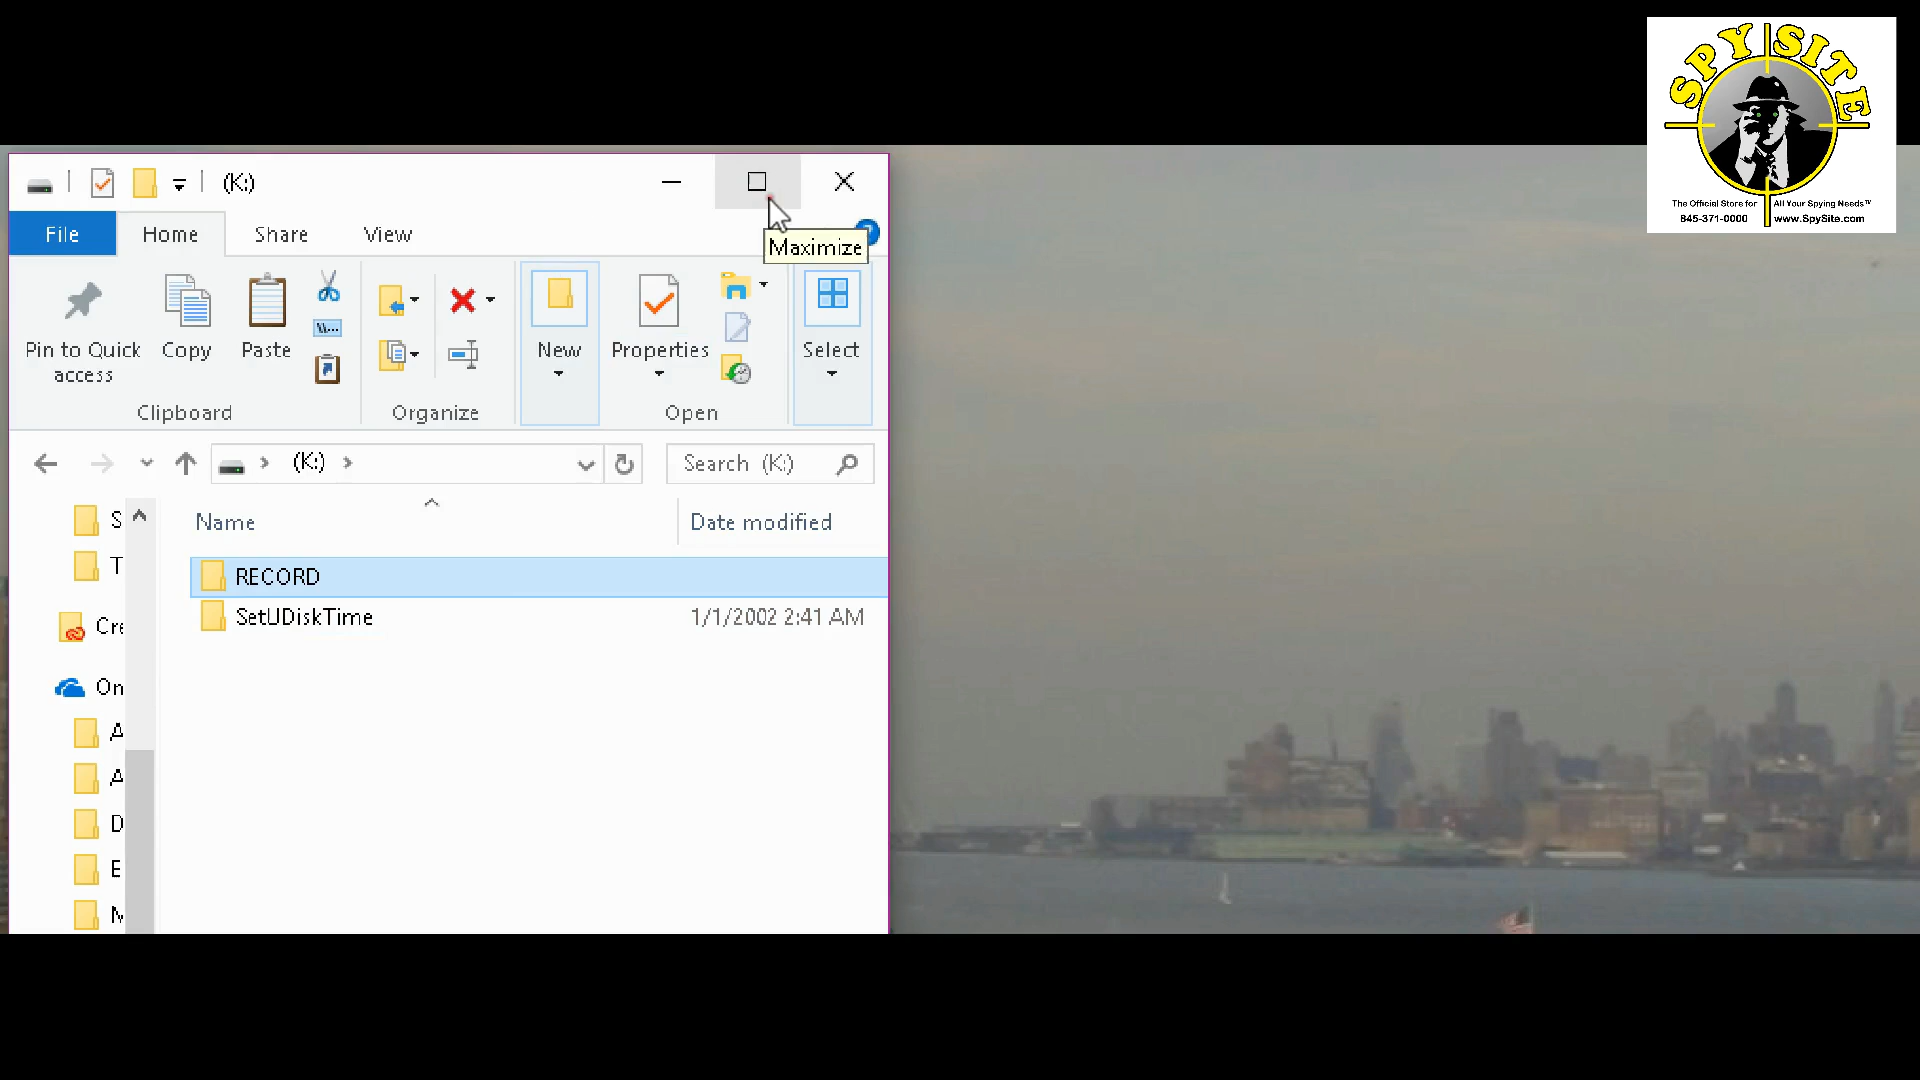 SPY SITE
The Official Store for All Your Spying Needs™
845-371-0000 www.SpySite.com
(K:)
File Home Share View
Maximize
Pin to Quick access
Copy
Paste
New
Properties
Select
Clipboard Organize Open
(K:)
Search (K:)
Name Date modified
RECORD
SetUDiskTime 1/1/2002 2:41 AM
S
T
Cre
On
A
A
D
E
M